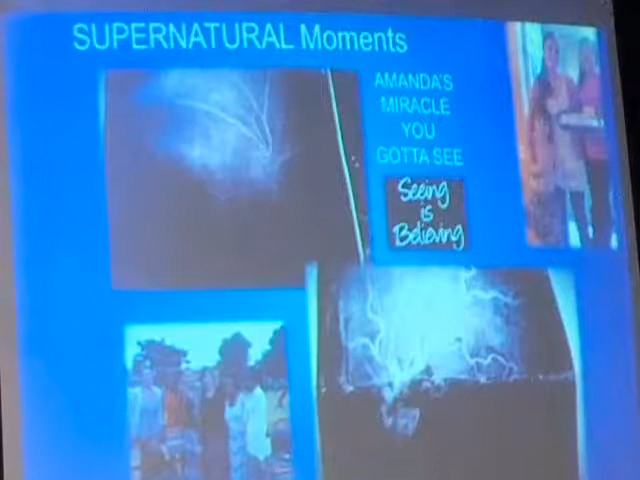 SUPERNATURAL Moments
AMANDA'S
MIRACLE
YOU
GOTTA SEE
Seeing
is
Believing